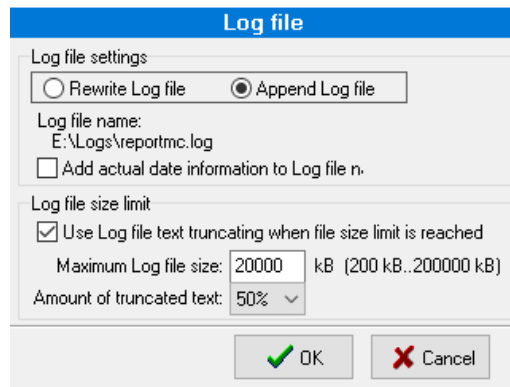 Log file
Log file settings
Rewrite Log file Append Log file
Log file name:
E:\Logs\reportmc.log
Add actual date information to Log file n
Log file size limit
Use Log file text truncating when file size limit is reached
Maximum Log file size: 20000 kB (200 kB..200000 kB)
Amount of truncated text: 50%
OK Cancel